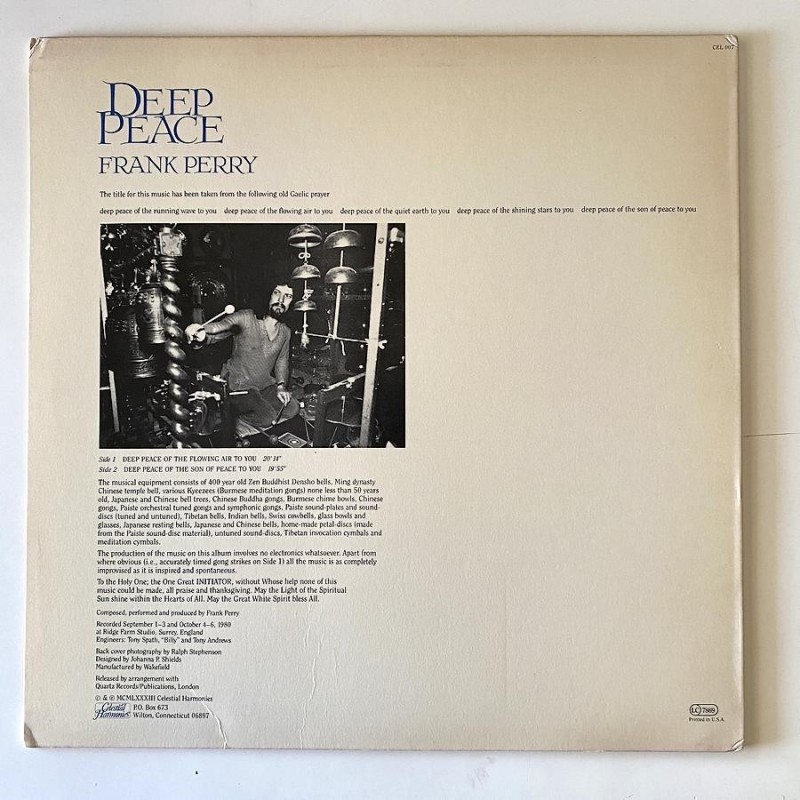 CEL 007
DEEP
PEACE
FRANK PERRY
The title for this music has been taken from the following old Gaelic prayer
deep peace of the running wave to you deep peace of the flowing air to you deep peace of the quiet earth to you deep peace of the shining stars to you deep peace of the son of peace to you
Side 1 DEEP PEACE OF THE FLOWING AIR TO YOU 20'14"
Side 2 DEEP PEACE OF THE SON OF PEACE TO YOU 19'55"
The musical equipment consists of 400 year old Zen Buddhist Densho bells, Ming dynasty
Chinese temple bell, various Kyeezees (Burmese meditation gongs) none less than 50 years
old, Japanese and Chinese bell trees, Chinese Buddha gongs, Burmese chime bowls, Chinese
gongs, Paiste orchestral tuned gongs and symphonic gongs, Paiste sound-plates and sound-
discs (tuned and untuned), Tibetan bells, Indian bells, Swiss cowbells, glass bowls and
glasses, Japanese resting bells, Japanese and Chinese bells, home-made petal-discs (made
from the Paiste sound-disc material), untuned sound-discs, Tibetan invocation cymbals and
meditation cymbals.
The production of the music on this album involves no electronics whatsoever. Apart from
where obvious (i.e., accurately timed gong strikes on Side 1) all the music is as completely
improvised as it is inspired and spontaneous.
To the Holy One; the One Great INITIATOR, without Whose help none of this
music could be made, all praise and thanksgiving. May the Light of the Spiritual
Sun shine within the Hearts of All. May the Great White Spirit bless All.
Composed, performed and produced by Frank Perry
Recorded September 1–3 and October 4–6, 1980
at Ridge Farm Studio, Surrey, England
Engineers: Tony Spath, "Billy" and Tony Andrews
Back cover photography by Ralph Stephenson
Designed by Johanna P. Shields
Manufactured by Wakefield
Released by arrangement with
Quartz Records/Publications, London
© & ℗ MCMLXXXIII Celestial Harmonies
Celestial Harmonies P.O. Box 673
Wilton, Connecticut 06897
LC 7869
Printed in U.S.A.